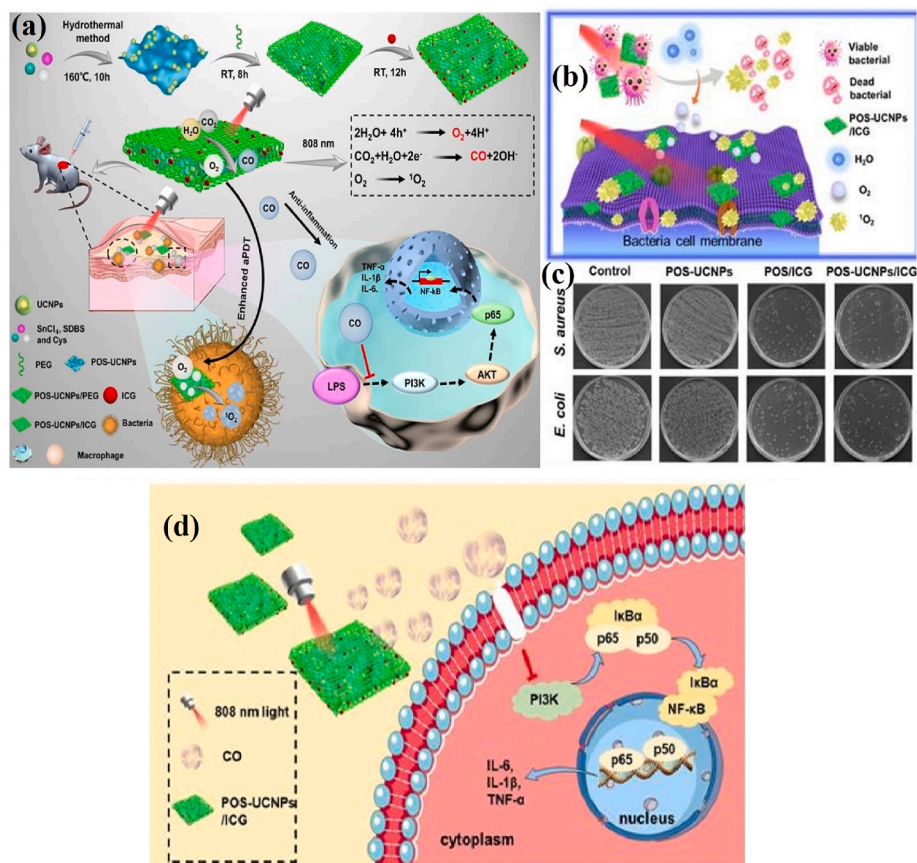 (a)
Hydrothermal
method
160℃, 10h
RT, 8h
RT, 12h
H₂O
CO₂
O₂
CO
808 nm
2H₂O+ 4h⁺ → O₂+4H⁺
CO₂+H₂O+2e⁻ → CO+2OH⁻
O₂ → ¹O₂
CO
Anti-inflammation
CO
Enhanced aPDT
TNF-α
IL-1β
IL-6.
NF-kB
CO
p65
LPS
PI3K
AKT
O₂
¹O₂
UCNPs
SnCl₄, SDBS
and Cys
PEG
POS-UCNPs
POS-UCNPs/PEG
ICG
POS-UCNPs/ICG
Bacteria
Macrophage
(b)
H₂O₂
O₂
Bacteria cell membrane
Viable
bacterial
Dead
bacterial
POS-UCNPs
/ICG
H₂O
O₂
¹O₂
(c)
Control
POS-UCNPs
POS/ICG
POS-UCNPs/ICG
S. aureus
E. coli
(d)
808 nm light
CO
POS-UCNPs
/ICG
IκBα
p65
p50
PI3K
IκBα
NF-κB
p65
p50
IL-6,
IL-1β,
TNF-α
nucleus
cytoplasm